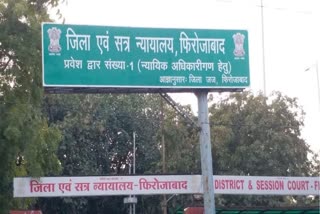 जिला एवं सत्र न्यायालय, फिरोजाबाद
प्रवेश द्वार संख्या-1 (न्यायिक अधिकारीगण हेतु)
आज्ञानुसारः- जिला जज, फिरोजाबाद
जिला एवं सत्र न्यायालय-फिरोजाबाद DISTRICT & SESSION COURT-F